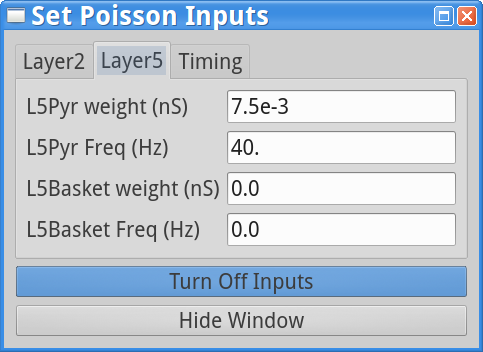 Set Poisson Inputs
Layer2 Layer5 Timing
L5Pyr weight (nS) 7.5e-3
L5Pyr Freq (Hz) 40.
L5Basket weight (nS) 0.0
L5Basket Freq (Hz) 0.0
Turn Off Inputs
Hide Window